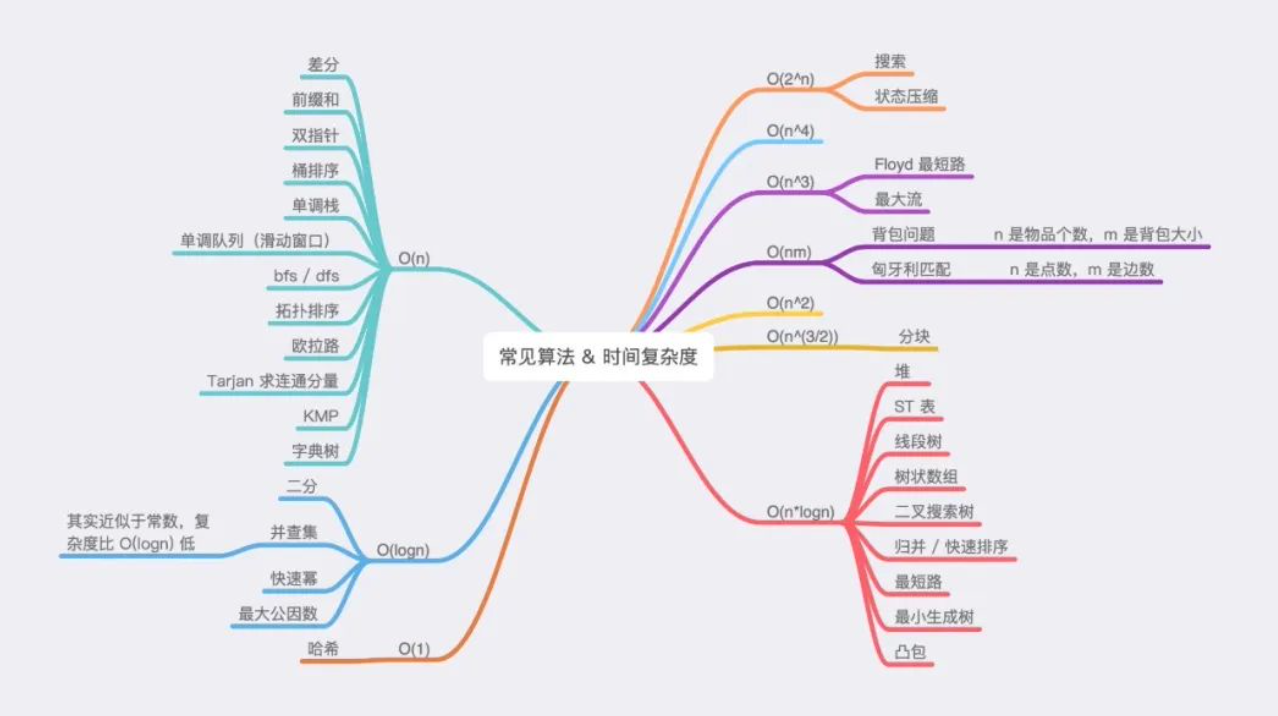 常见算法 & 时间复杂度
O(n)
差分
前缀和
双指针
桶排序
单调栈
单调队列（滑动窗口）
bfs / dfs
拓扑排序
欧拉路
Tarjan 求连通分量
KMP
字典树
O(logn)
二分
并查集
其实近似于常数，复
杂度比 O(logn) 低
快速幂
最大公因数
O(1)
哈希
O(2^n)
搜索
状态压缩
O(n^4)
O(n^3)
Floyd 最短路
最大流
O(nm)
背包问题
n 是物品个数，m 是背包大小
匈牙利匹配
n 是点数，m 是边数
O(n^2)
O(n^(3/2))
分块
O(n*logn)
堆
ST 表
线段树
树状数组
二叉搜索树
归并 / 快速排序
最短路
最小生成树
凸包